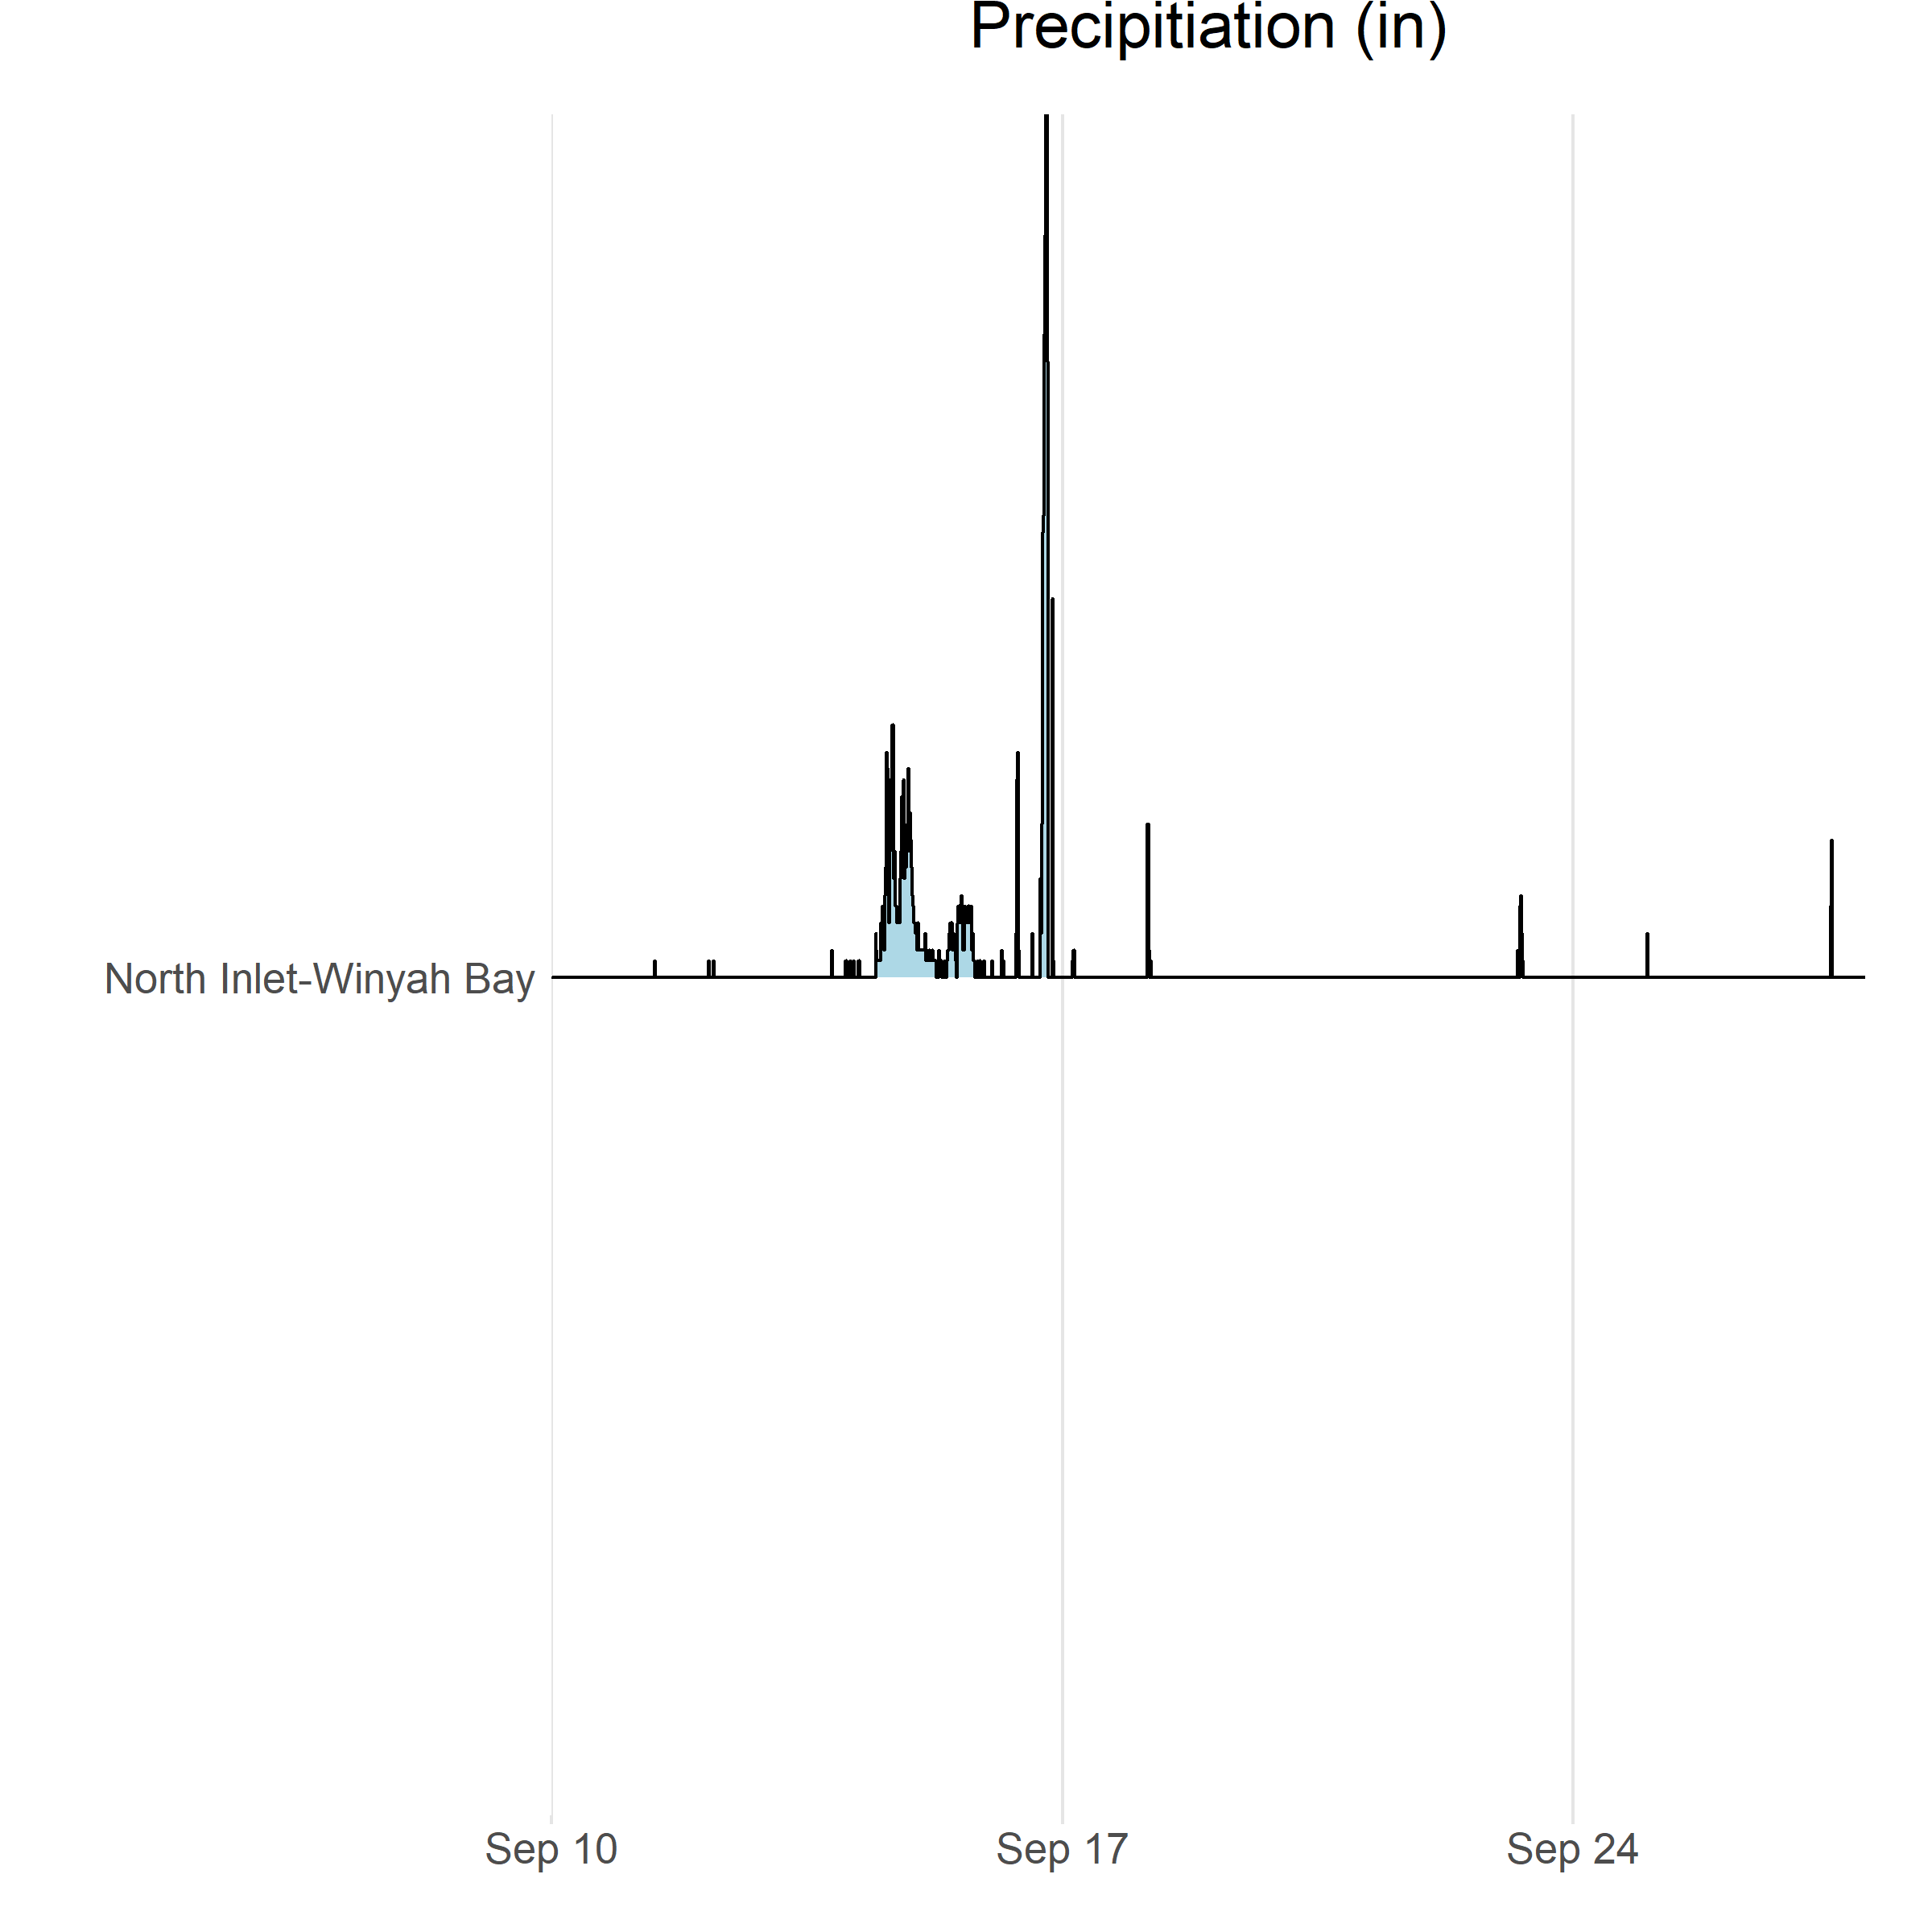 Precipitiation (in)
North Inlet-Winyah Bay
Sep 10
Sep 17
Sep 24